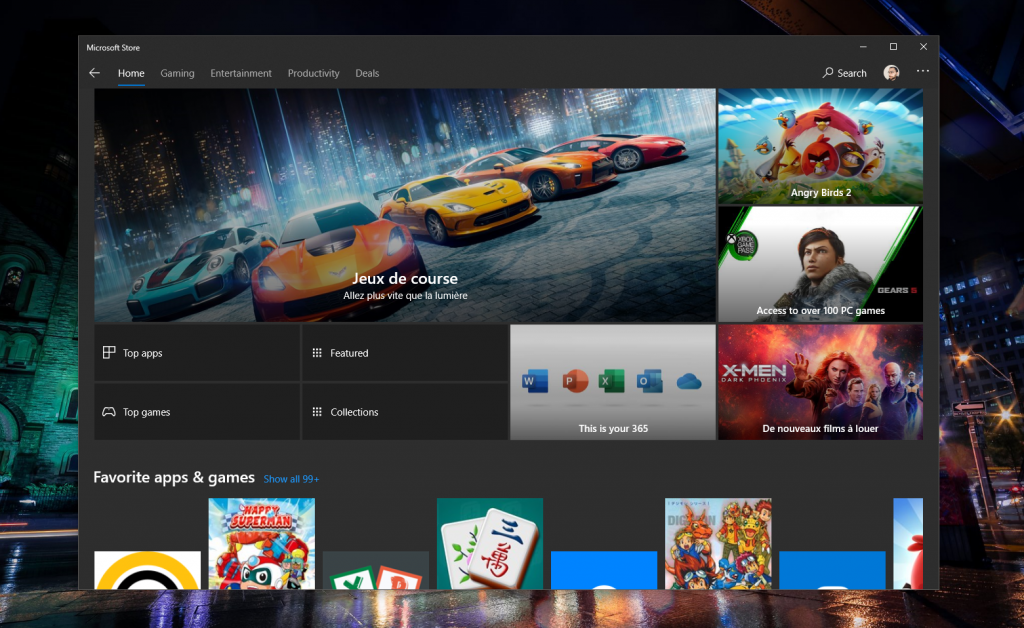 Microsoft Store
Home Gaming Entertainment Productivity Deals Search
Jeux de course
Allez plus vite que la lumière
Angry Birds 2
XBOX GAME PASS
GEARS 5
Access to over 100 PC games
Top apps
Featured
Top games
Collections
W P X O
This is your 365
X-MEN
DARK PHOENIX
De nouveaux films à louer
Favorite apps & games Show all 99+
HAPPY
SUPERMAN
三
萬